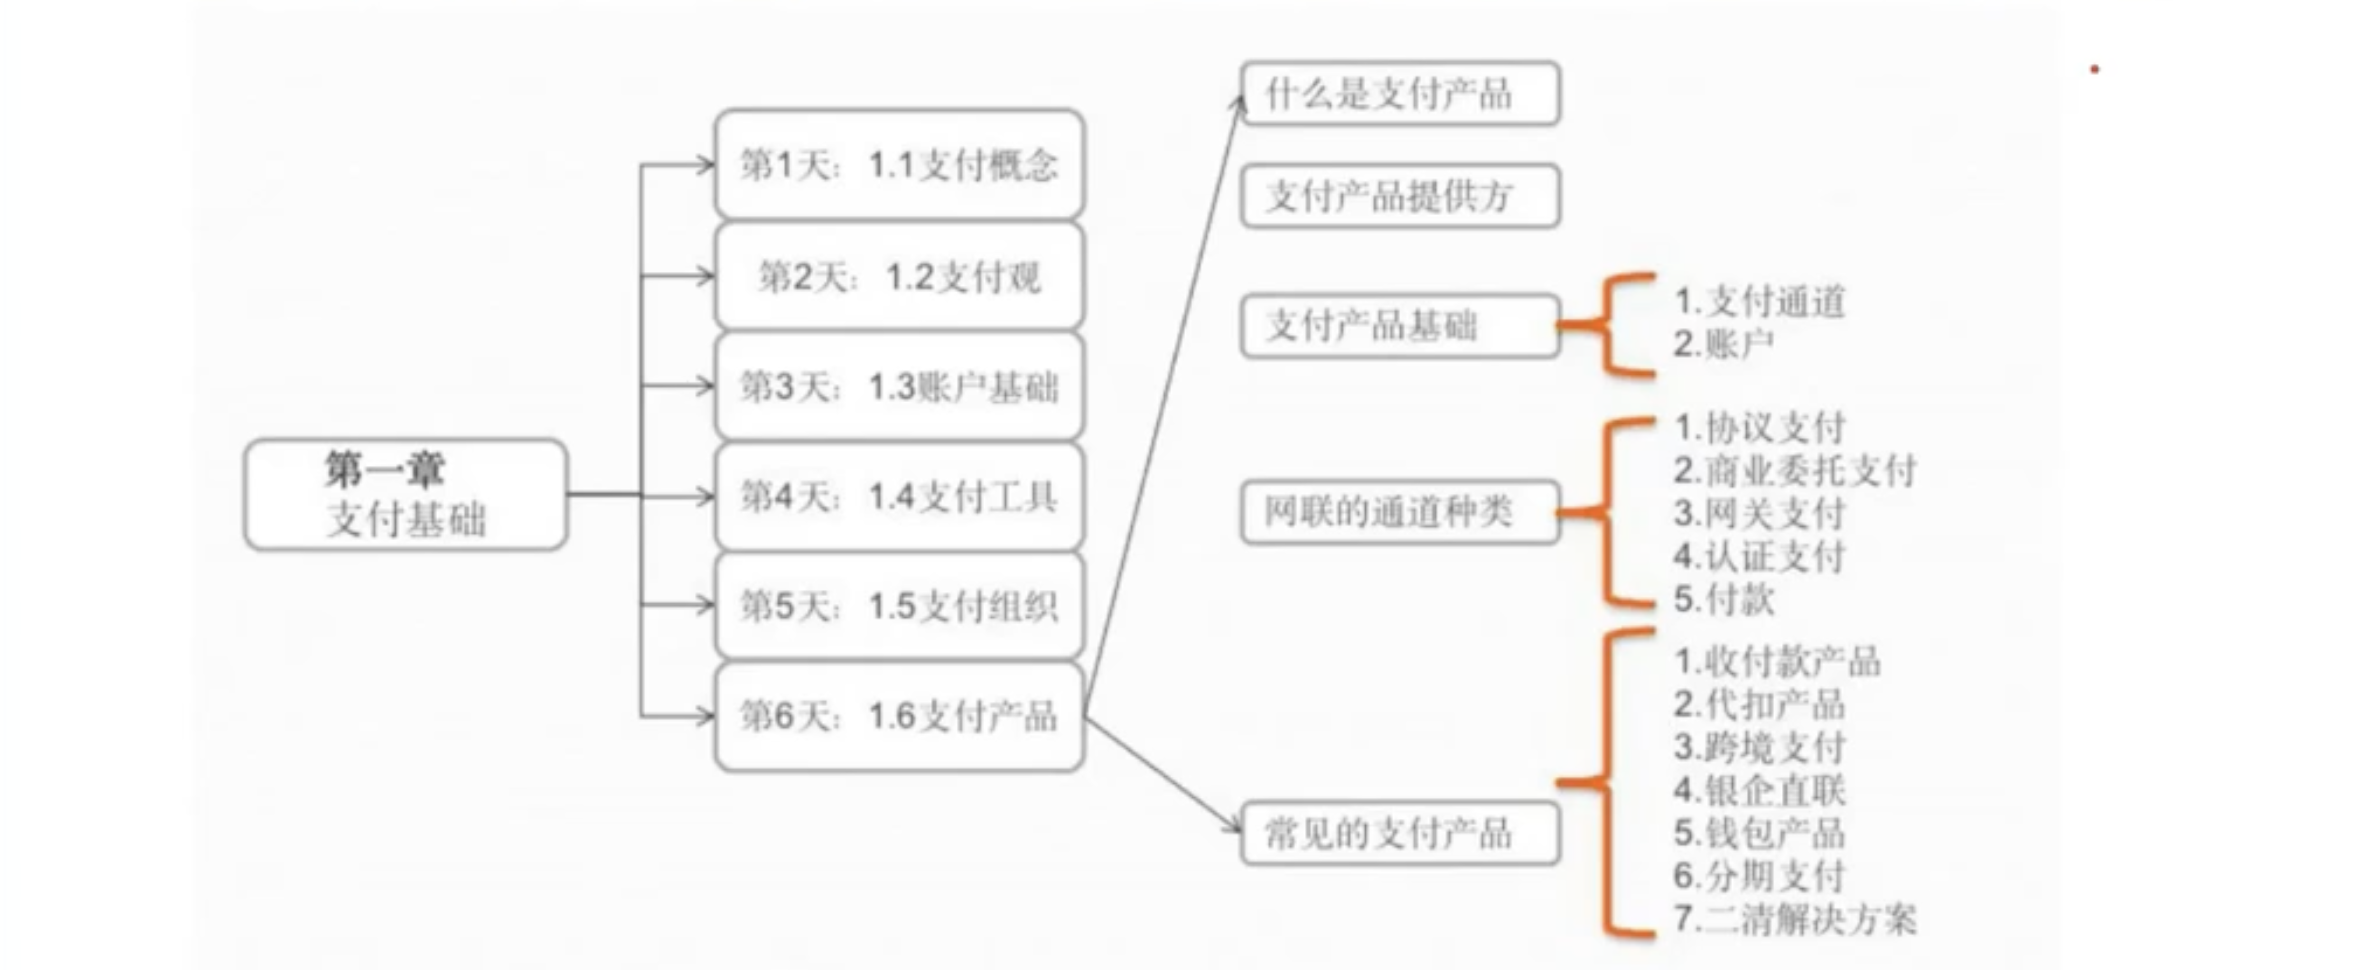 第一章
支付基础
第1天：1.1支付概念
第2天：1.2支付观
第3天：1.3账户基础
第4天：1.4支付工具
第5天：1.5支付组织
第6天：1.6支付产品
什么是支付产品
支付产品提供方
支付产品基础
1.支付通道
2.账户
网联的通道种类
1.协议支付
2.商业委托支付
3.网关支付
4.认证支付
5.付款
常见的支付产品
1.收付款产品
2.代扣产品
3.跨境支付
4.银企直联
5.钱包产品
6.分期支付
7.二清解决方案